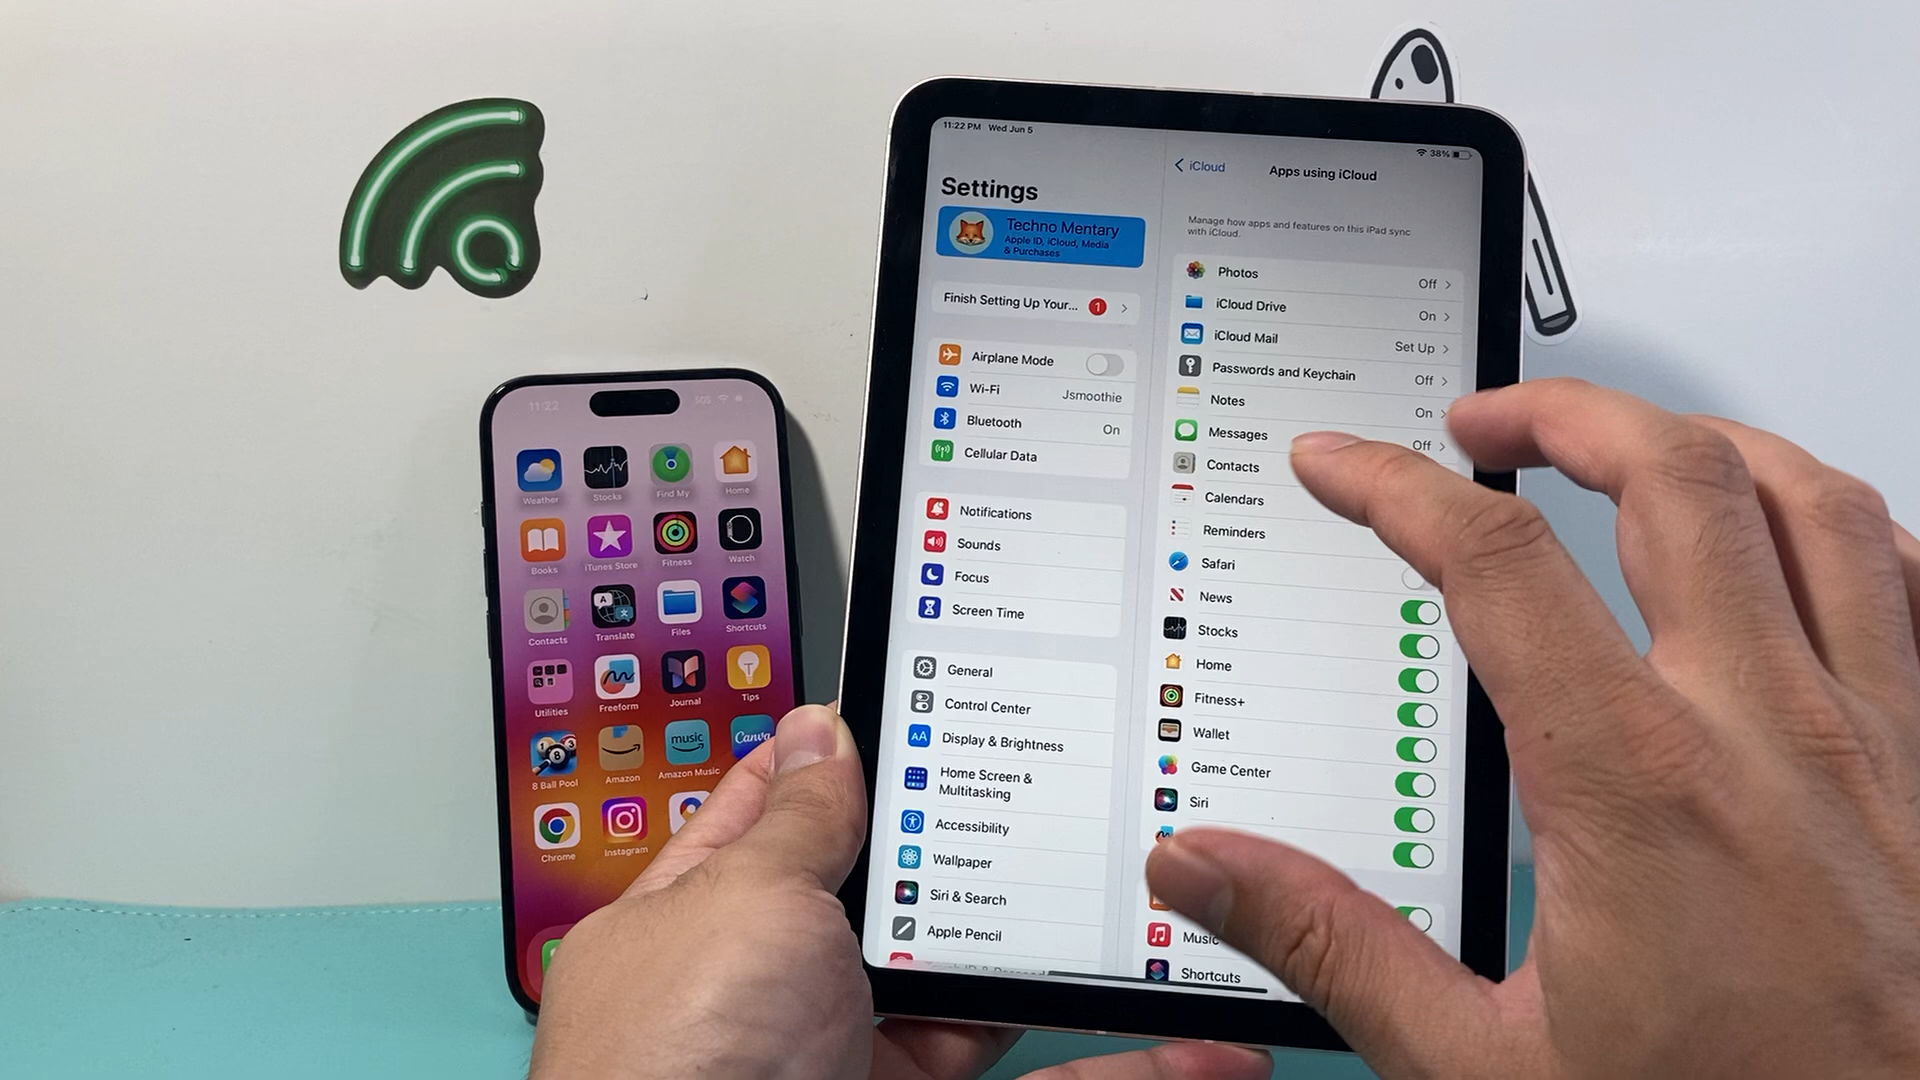 11:22 PM Wed Jun 5
38%
Settings
Techno Mentary
Apple ID, iCloud, Media
& Purchases
Finish Setting Up Your... 1
Airplane Mode
Wi-Fi Jsmoothie
Bluetooth On
Cellular Data
Notifications
Sounds
Focus
Screen Time
General
Control Center
Display & Brightness
Home Screen &
Multitasking
Accessibility
Wallpaper
Siri & Search
Apple Pencil
iCloud
Apps using iCloud
Manage how apps and features on this iPad sync
with iCloud.
Photos Off
iCloud Drive On
iCloud Mail Set Up
Passwords and Keychain Off
Notes On
Messages Off
Contacts
Calendars
Reminders
Safari
News
Stocks
Home
Fitness+
Wallet
Game Center
Siri
Music
Shortcuts
11:22 SOS
Weather Stocks Find My Home
Books iTunes Store Fitness Watch
Contacts Translate Files Shortcuts
Utilities Freeform Journal Tips
music Canva
8 Ball Pool Amazon Amazon Music
Chrome Instagram